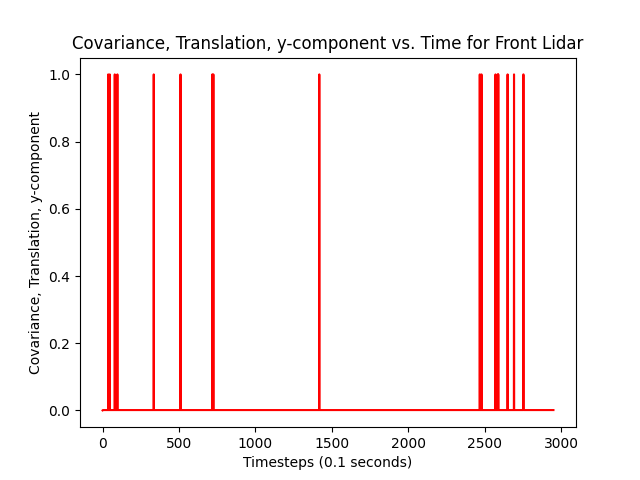 Covariance, Translation, y-component vs. Time for Front Lidar
Covariance, Translation, y-component
1.0
0.8
0.6
0.4
0.2
0.0
0 500 1000 1500 2000 2500 3000
Timesteps (0.1 seconds)